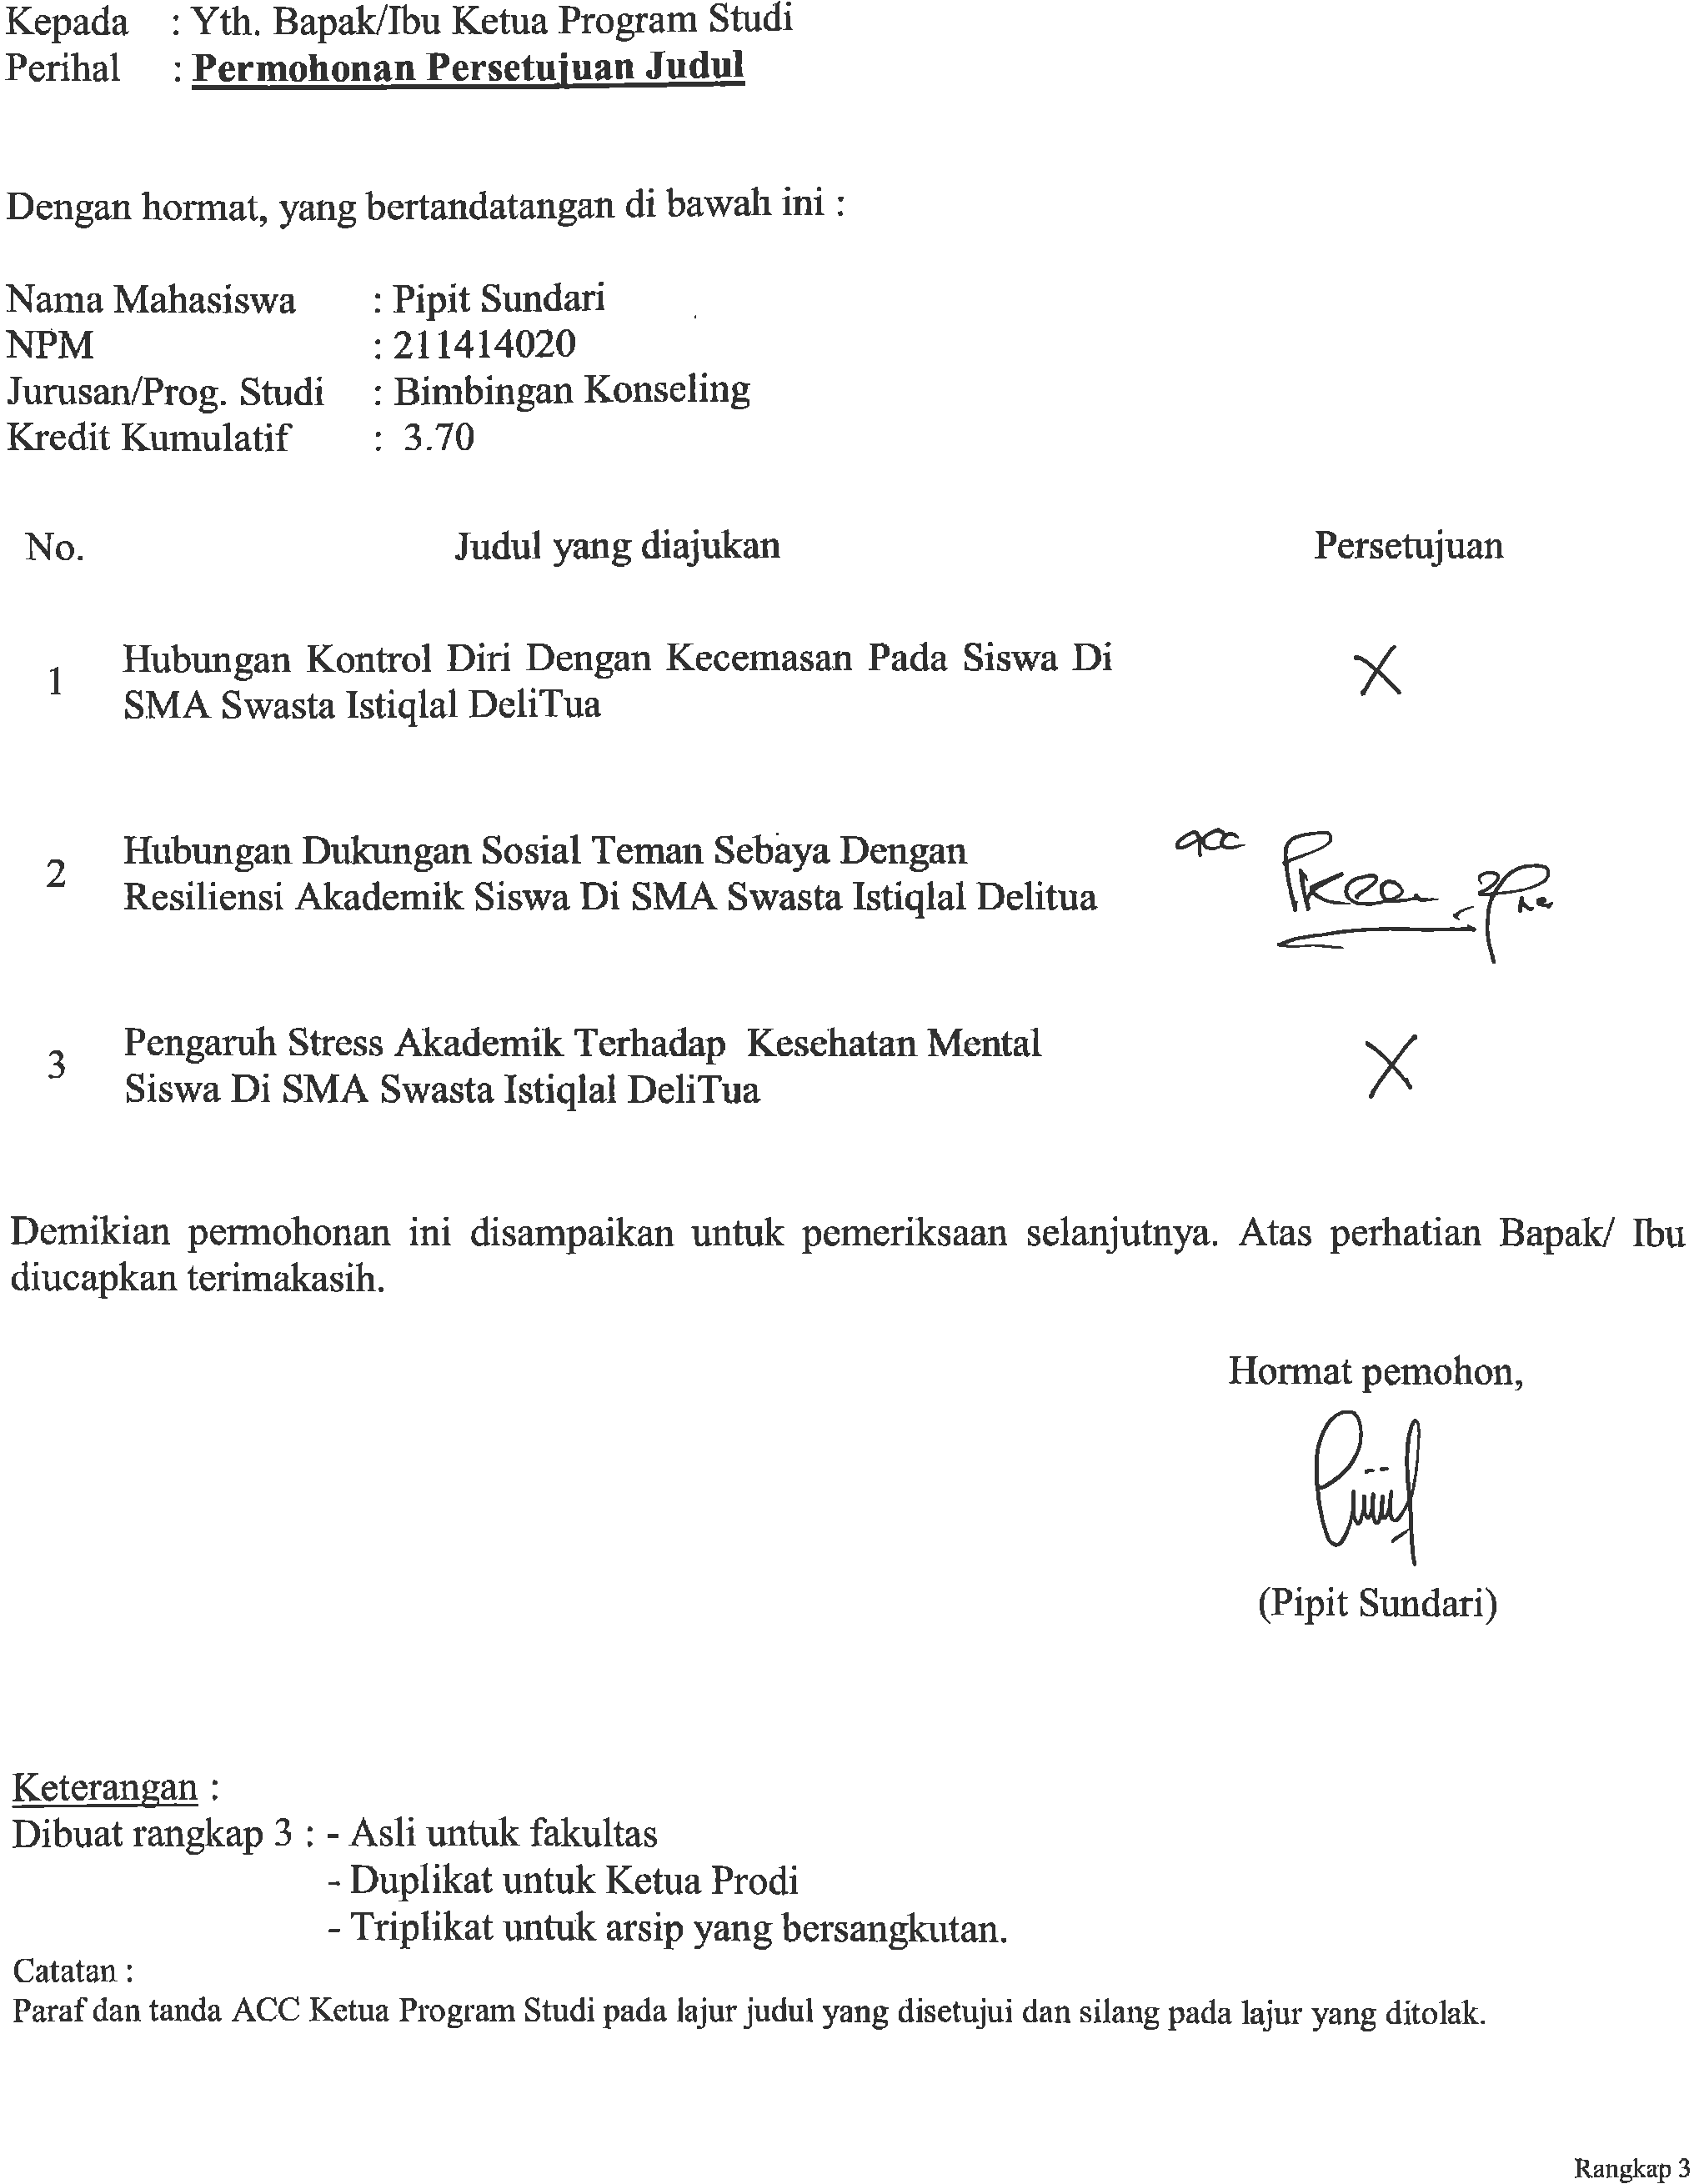 Kepada : Yth. Bapak/Ibu Ketua Program Studi
Perihal : Permohonan Persetujuan Judul
Dengan hormat, yang bertandatangan di bawah ini :
Nama Mahasiswa : Pipit Sundari
NPM : 211414020
Jurusan/Prog. Studi : Bimbingan Konseling
Kredit Kumulatif : 3.70
No. Judul yang diajukan Persetujuan
1 Hubungan Kontrol Diri Dengan Kecemasan Pada Siswa Di
SMA Swasta Istiqlal DeliTua
2 Hubungan Dukungan Sosial Teman Sebaya Dengan acc
Resiliensi Akademik Siswa Di SMA Swasta Istiqlal Delitua
3 Pengaruh Stress Akademik Terhadap Kesehatan Mental
Siswa Di SMA Swasta Istiqlal DeliTua
Demikian permohonan ini disampaikan untuk pemeriksaan selanjutnya. Atas perhatian Bapak/ Ibu
diucapkan terimakasih.
Hormat pemohon,
(Pipit Sundari)
Keterangan :
Dibuat rangkap 3 : - Asli untuk fakultas
- Duplikat untuk Ketua Prodi
- Triplikat untuk arsip yang bersangkutan.
Catatan :
Paraf dan tanda ACC Ketua Program Studi pada lajur judul yang disetujui dan silang pada lajur yang ditolak.
Rangkap 3